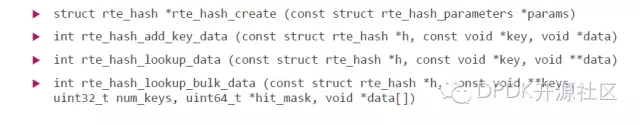 struct rte_hash *rte_hash_create (const struct rte_hash_parameters *params)
int rte_hash_add_key_data (const struct rte_hash *h, const void *key, void *data)
int rte_hash_lookup_data (const struct rte_hash *h, const void *key, void **data)
int rte_hash_lookup_bulk_data (const struct rte_hash *h, const void **keys,
uint32_t num_keys, uint64_t *hit_mask, void *data[])
DPDK开源社区